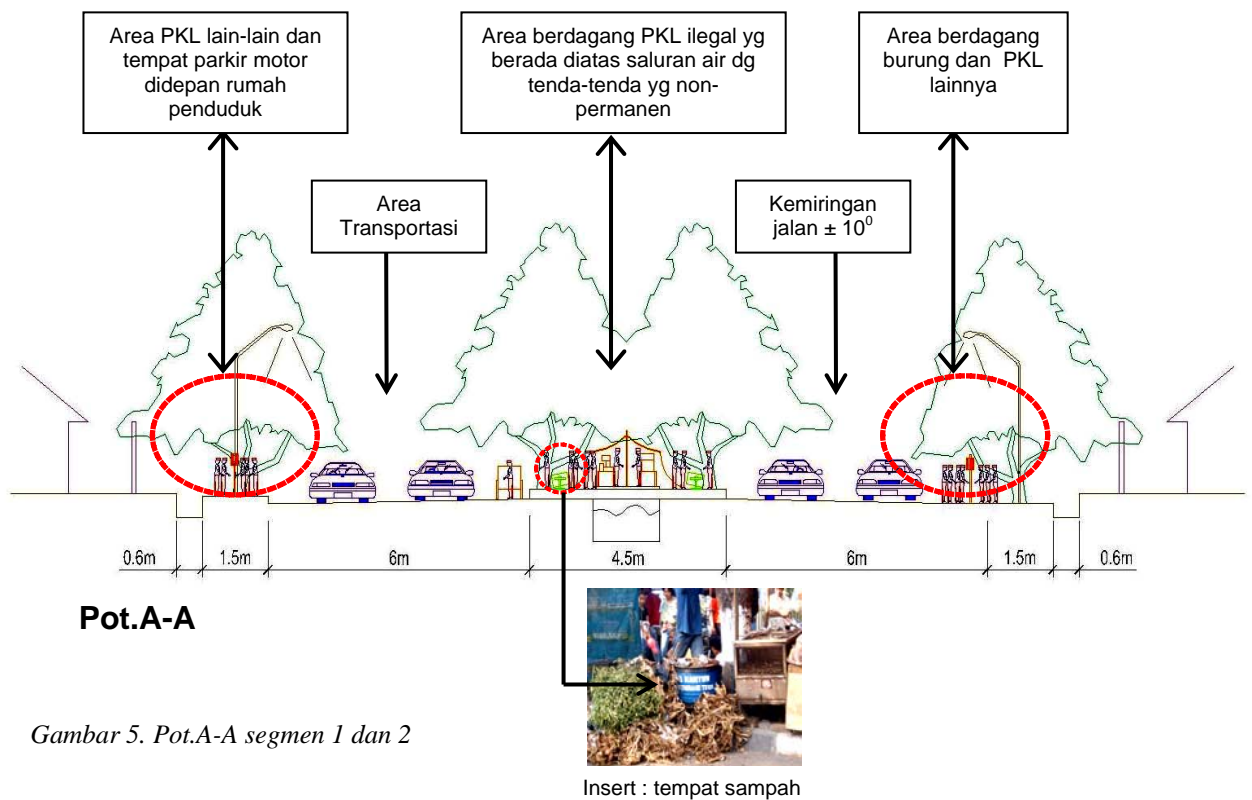 Area PKL lain-lain dan
tempat parkir motor
didepan rumah
penduduk
Area berdagang PKL ilegal yg
berada diatas saluran air dg
tenda-tenda yg non-
permanen
Area berdagang
burung dan PKL
lainnya
Area
Transportasi
Kemiringan
jalan ± 10⁰
0.6m
1.5m
6m
4.5m
6m
1.5m
0.6m
Pot.A-A
Gambar 5. Pot.A-A segmen 1 dan 2
Insert : tempat sampah